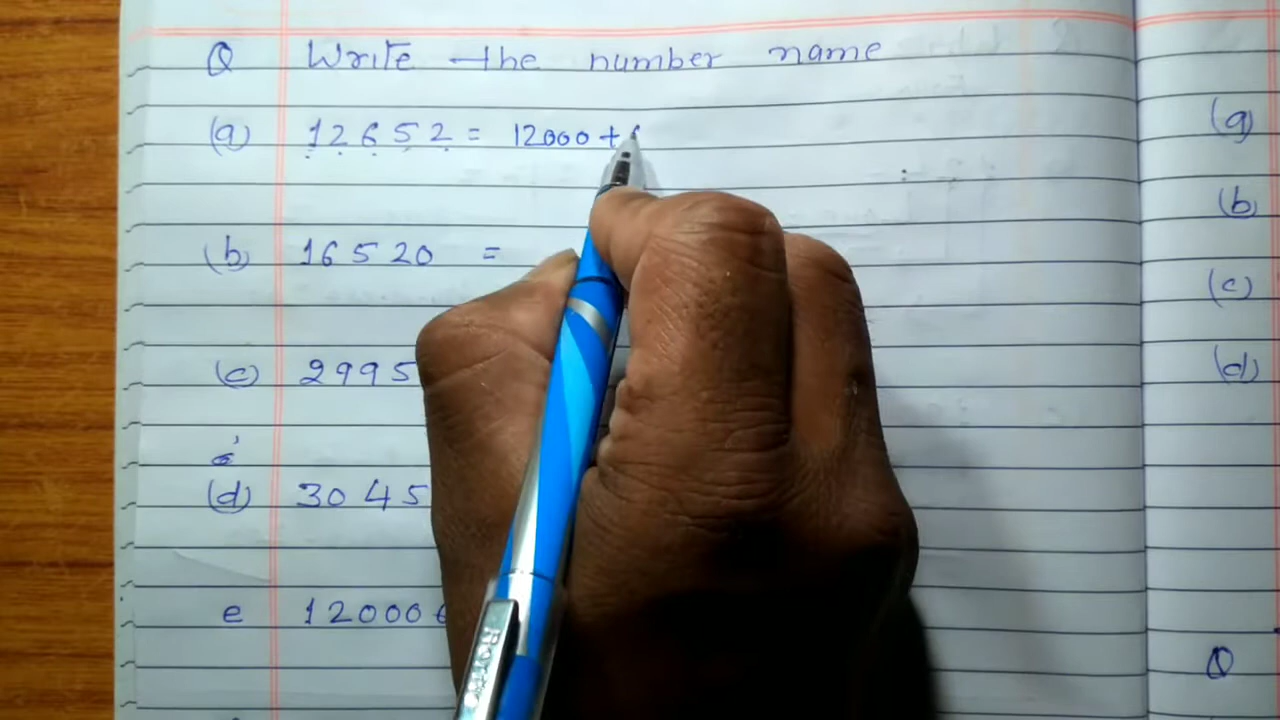 Q Write the number name
(a) 12652 = 12000 +
(b) 16520 =
(c) 2995
(d) 3045
e 12000
(a)
(b)
(c)
(d)
Q